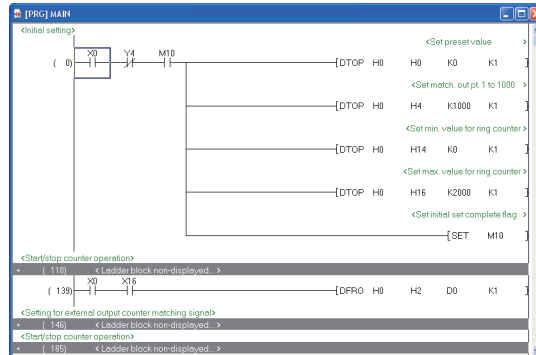 [PRG] MAIN
<Initial setting>
<Set preset value >
( 0) X0 Y4 M10 [DTOP H0 H0 K0 K1 ]
<Set match. out pt. 1 to 1000 >
[DTOP H0 H4 K1000 K1 ]
<Set min. value for ring counter >
[DTOP H0 H14 K0 K1 ]
<Set max. value for ring counter >
[DTOP H0 H16 K2000 K1 ]
<Set initial set complete flag >
[SET M10 ]
<Start/stop counter operation>
+ ( 118) < Ladder block non-displayed... >
( 139) X0 X16 [DFRO H0 H2 D0 K1 ]
<Setting for external output counter matching signal>
+ ( 146) < Ladder block non-displayed... >
<Start/stop counter operation>
+ ( 185) < Ladder block non-displayed... >